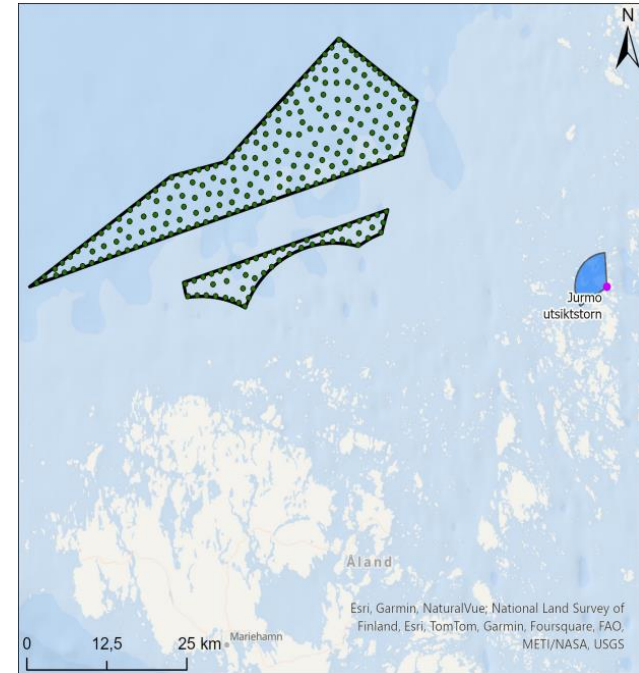 N
Jurmo
utsiktstorn
Åland
Esri, Garmin, NaturalVue; National Land Survey of
Finland, Esri, TomTom, Garmin, Foursquare, FAO,
METI/NASA, USGS
Mariehamn
0 12,5 25 km